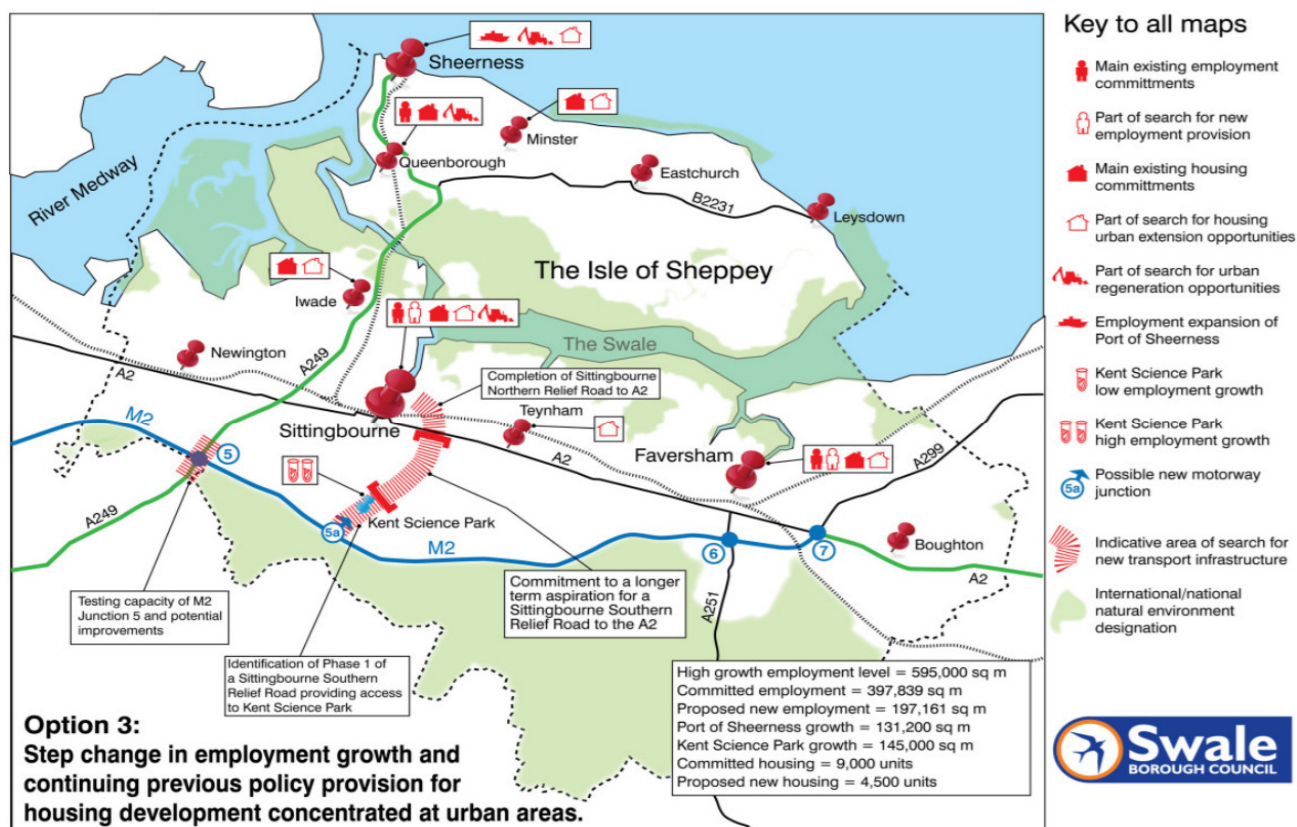 Sheerness
Minster
Queenborough
Eastchurch
B2231
Leysdown
River Medway
The Isle of Sheppey
Iwade
The Swale
Newington
A249
A2
Completion of Sittingbourne
Northern Relief Road to A2
M2
Sittingbourne
Teynham
A2
Faversham
A299
5
A249
Kent Science Park
5a
M2
6
7
Boughton
A2
A251
Testing capacity of M2
Junction 5 and potential
improvements
Identification of Phase 1 of
a Sittingbourne Southern
Relief Road providing access
to Kent Science Park
Commitment to a longer
term aspiration for a
Sittingbourne Southern
Relief Road to the A2
High growth employment level = 595,000 sq m
Committed employment = 397,839 sq m
Proposed new employment = 197,161 sq m
Port of Sheerness growth = 131,200 sq m
Kent Science Park growth = 145,000 sq m
Committed housing = 9,000 units
Proposed new housing = 4,500 units
Option 3:
Step change in employment growth and
continuing previous policy provision for
housing development concentrated at urban areas.
Key to all maps
Main existing employment
committments
Part of search for new
employment provision
Main existing housing
committments
Part of search for housing
urban extension opportunities
Part of search for urban
regeneration opportunities
Employment expansion of
Port of Sheerness
Kent Science Park
low employment growth
Kent Science Park
high employment growth
Possible new motorway
junction
5a
Indicative area of search for
new transport infrastructure
International/national
natural environment
designation
Swale
BOROUGH COUNCIL